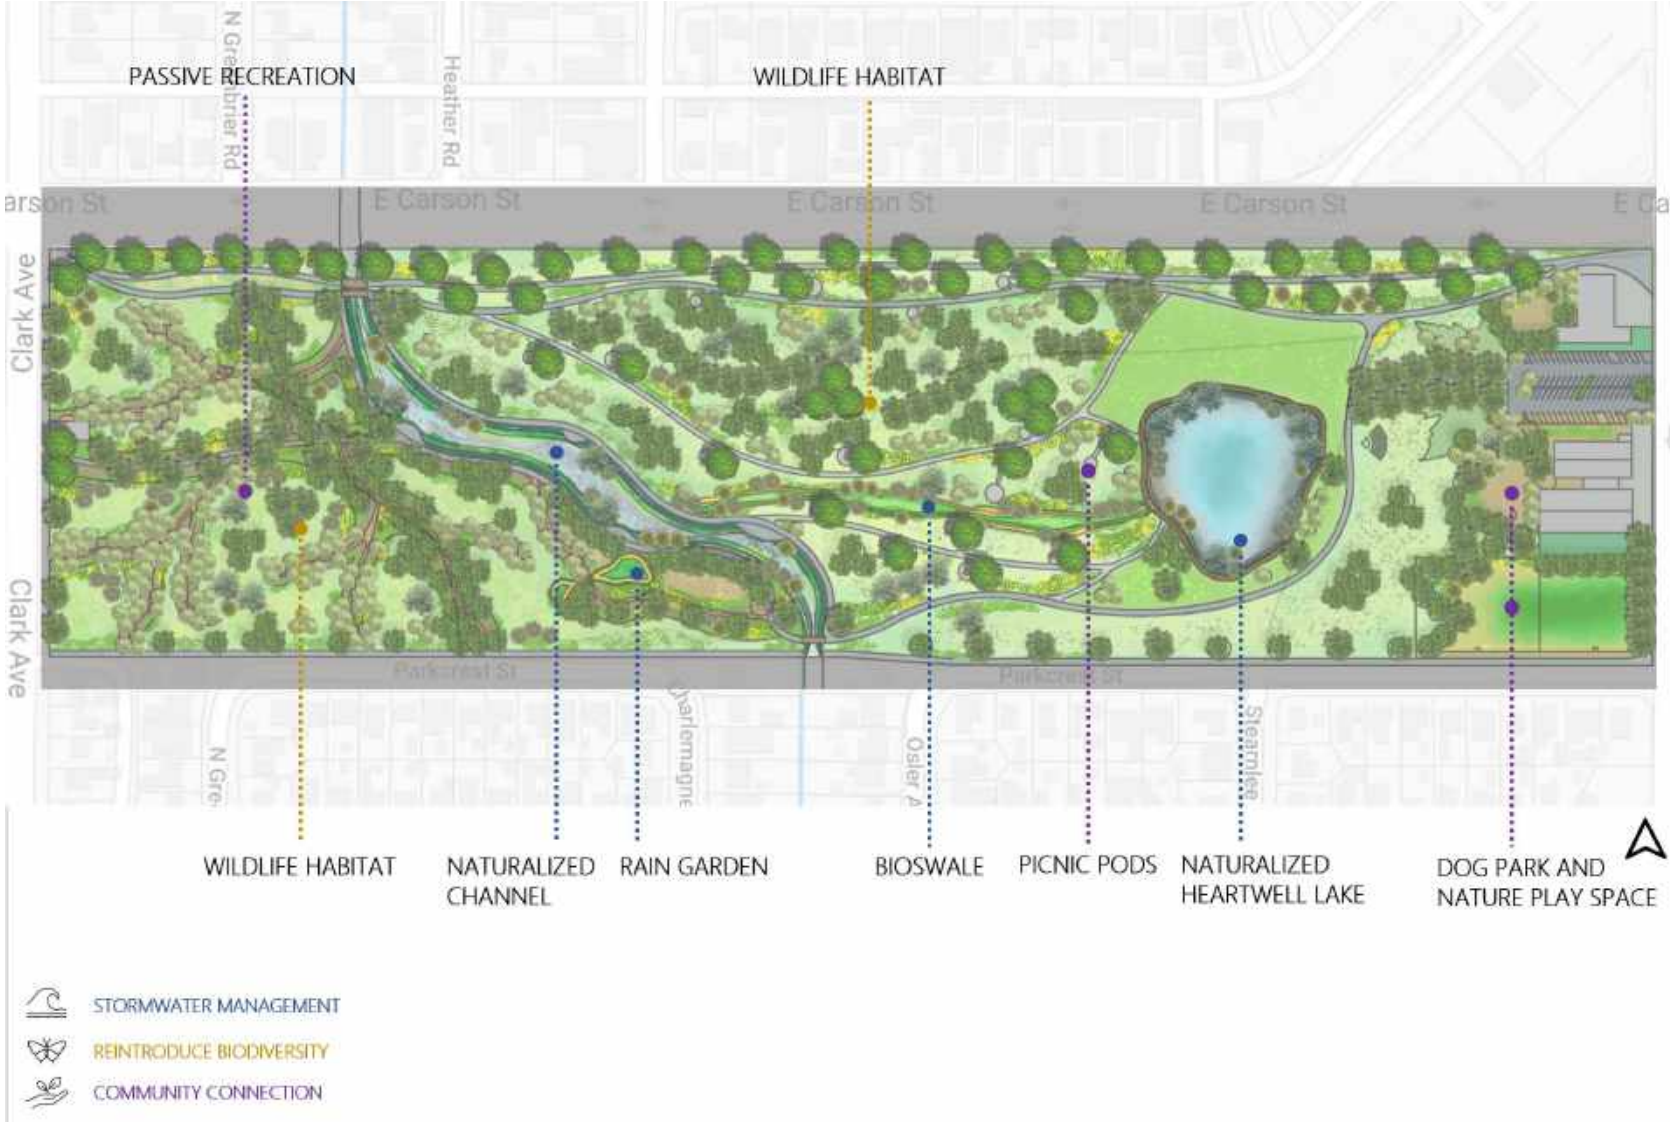 N Greenbrier Rd
Heather Rd
PASSIVE RECREATION
WILDLIFE HABITAT
arson St
E Carson St
E Carson St
E Carson St
E Ca
Clark Ave
Clark Ave
Parkcrest St
Parkcrest St
N Gre
Charlemagne
Osler A
Stearnlee
WILDLIFE HABITAT
NATURALIZED
CHANNEL
RAIN GARDEN
BIOSWALE
PICNIC PODS
NATURALIZED
HEARTWELL LAKE
DOG PARK AND
NATURE PLAY SPACE
STORMWATER MANAGEMENT
REINTRODUCE BIODIVERSITY
COMMUNITY CONNECTION